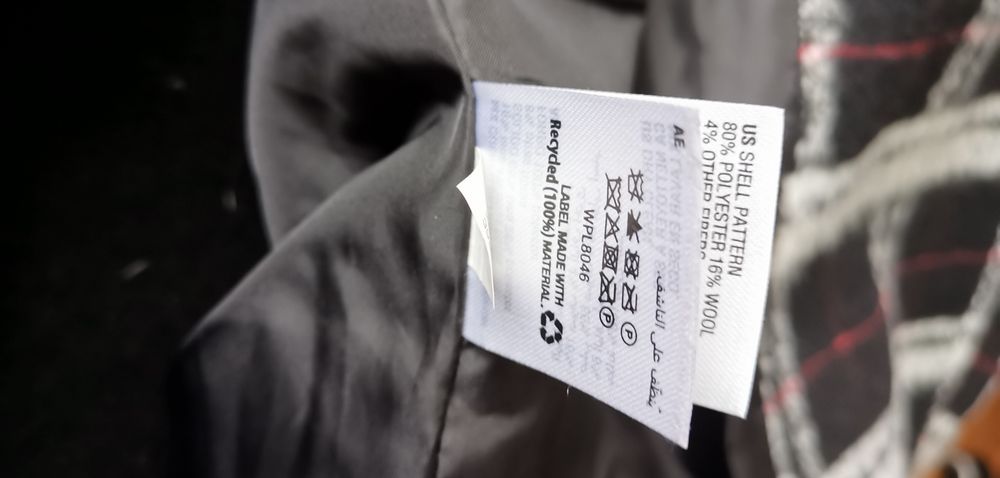 US SHELL PATTERN
80% POLYESTER 16% WOOL
4% OTHER FIBERS
AE
ينظف على الناشف.
P
P
WPL8046
LABEL MADE WITH
Recycled (100%) MATERIAL.